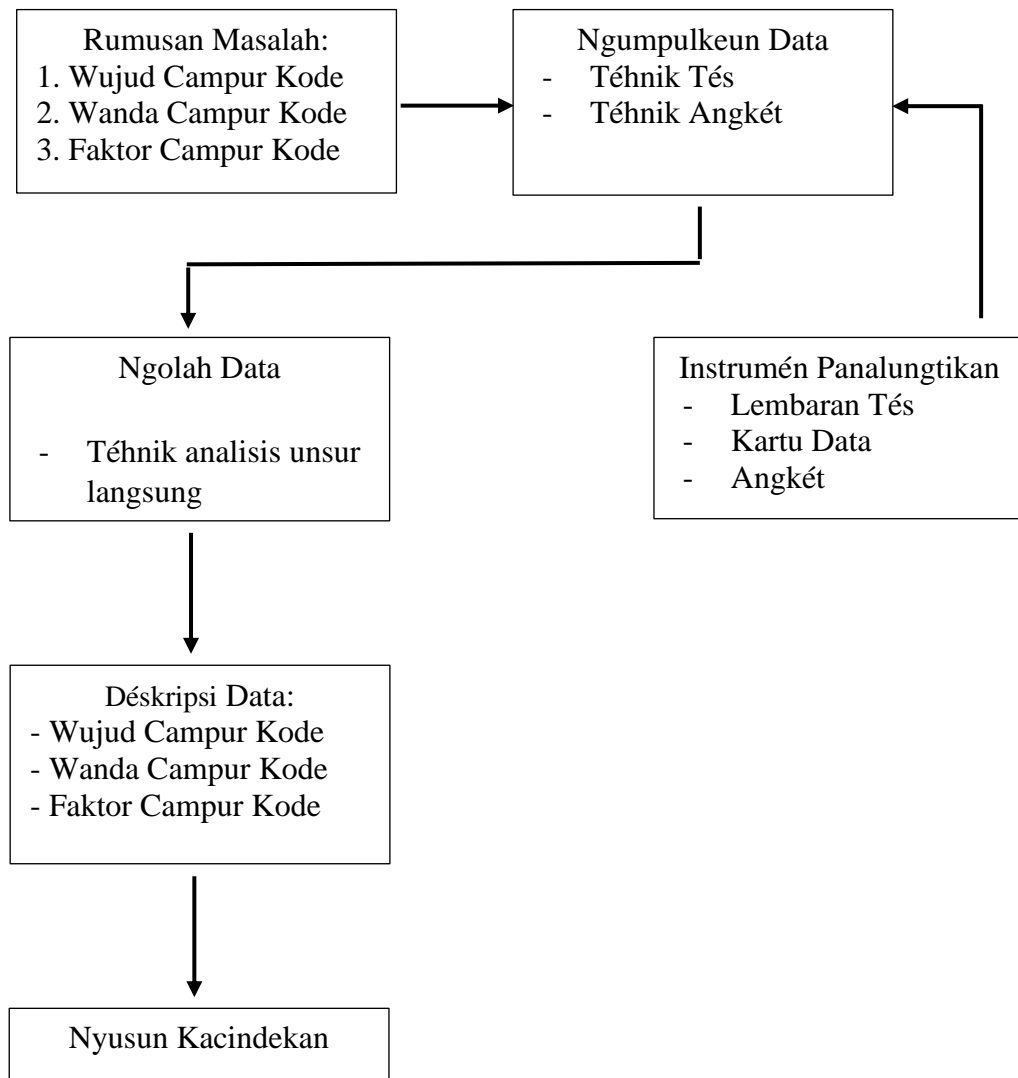 Rumusan Masalah:
1. Wujud Campur Kode
2. Wanda Campur Kode
3. Faktor Campur Kode
Ngumpulkeun Data
- Téhnik Tés
- Téhnik Angkét
Ngolah Data
- Téhnik analisis unsur
langsung
Instrumén Panalungtikan
- Lembaran Tés
- Kartu Data
- Angkét
Déskripsi Data:
- Wujud Campur Kode
- Wanda Campur Kode
- Faktor Campur Kode
Nyusun Kacindekan